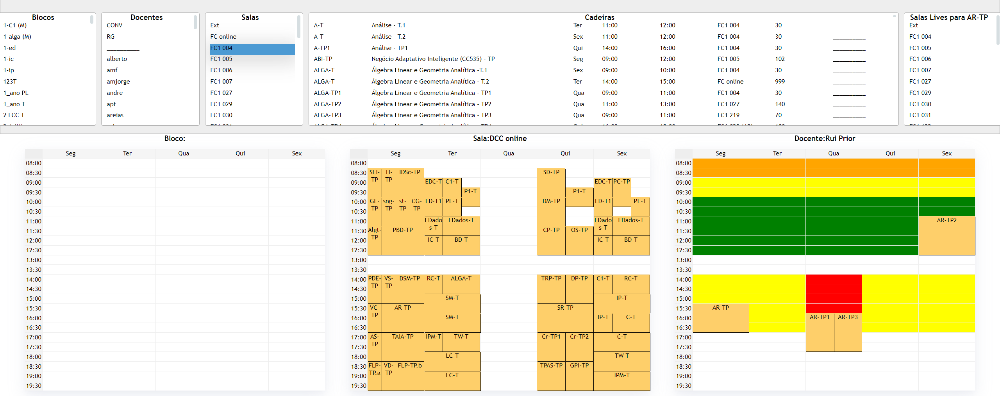 Blocos
1-C1 (M)
1-alga (M)
1-ed
1-ic
1-ip
123T
1_ano PL
1_ano T
2 LCC T
Docentes
CONV
RG
__________
alberto
amf
amjorge
andre
apt
areias
Salas
Ext
FC online
FC1 004
FC1 005
FC1 006
FC1 007
FC1 027
FC1 029
FC1 030
Cadeiras
A-T Análise - T.1 Ter 11:00 12:00 FC1 004 30 __________
A-T Análise - T.2 Sex 11:00 12:00 FC1 004 30 __________
A-TP1 Análise - TP1 Qui 14:00 16:00 FC1 004 30 __________
ABI-TP Negócio Adaptativo Inteligente (CC535) - TP Seg 09:00 12:00 FC1 005 102 __________
ALGA-T Álgebra Linear e Geometria Analítica -T.1 Sex 09:00 10:00 FC1 004 30 __________
ALGA-T Álgebra Linear e Geometria Analítica - T.2 Ter 14:00 15:00 FC online 999 __________
ALGA-TP1 Álgebra Linear e Geometria Analítica - TP1 Qua 09:00 11:00 FC1 004 30 __________
ALGA-TP2 Álgebra Linear e Geometria Analítica - TP2 Qua 11:00 13:00 FC1 027 140 __________
ALGA-TP3 Álgebra Linear e Geometria Analítica - TP3 Qua 09:00 11:00 FC1 219 70 __________
Salas Lives para AR-TP
Ext
FC1 004
FC1 005
FC1 006
FC1 007
FC1 027
FC1 029
FC1 030
FC1 031
Bloco:
Seg Ter Qua Qui Sex
08:00
08:30
09:00
09:30
10:00
10:30
11:00
11:30
12:00
12:30
13:00
13:30
14:00
14:30
15:00
15:30
16:00
16:30
17:00
17:30
18:00
18:30
19:00
19:30
Sala:DCC online
Seg Ter Qua Qui Sex
08:00
08:30 SEI-TP TI-TP IDSc-TP SD-TP
09:00 EDC-T C1-T EDC-T PC-TP
09:30 P1-T P1-T
10:00 GE-TP sng-TP st-TP CG-TP ED-T1 PE-T DM-TP ED-T1 PE-T
10:30
11:00 EDados-T EDados-T EDados-T EDados-T
11:30 Algt-TP PBD-TP CP-TP OS-TP
12:00 IC-T BD-T IC-T BD-T
12:30
13:00
13:30
14:00 PDE-TP VS-TP DSM-TP RC-T ALGA-T TRP-TP DP-TP C1-T RC-T
14:30
15:00 SM-T IP-T
15:30 VC-TP AR-TP SR-TP
16:00 SM-T IP-T C-T
16:30
17:00 AS-TP TAIA-TP IPM-T TW-T Cr-TP1 Cr-TP2 C-T
17:30
18:00 LC-T TW-T
18:30 FLP-TP.a VD-TP FLP-TP.b TPAS-TP GPI-TP
19:00 LC-T IPM-T
19:30
Docente:Rui Prior
Seg Ter Qua Qui Sex
08:00
08:30
09:00
09:30
10:00
10:30
11:00 AR-TP2
11:30
12:00
12:30
13:00
13:30
14:00
14:30
15:00
15:30 AR-TP
16:00 AR-TP1 AR-TP3
16:30
17:00
17:30
18:00
18:30
19:00
19:30